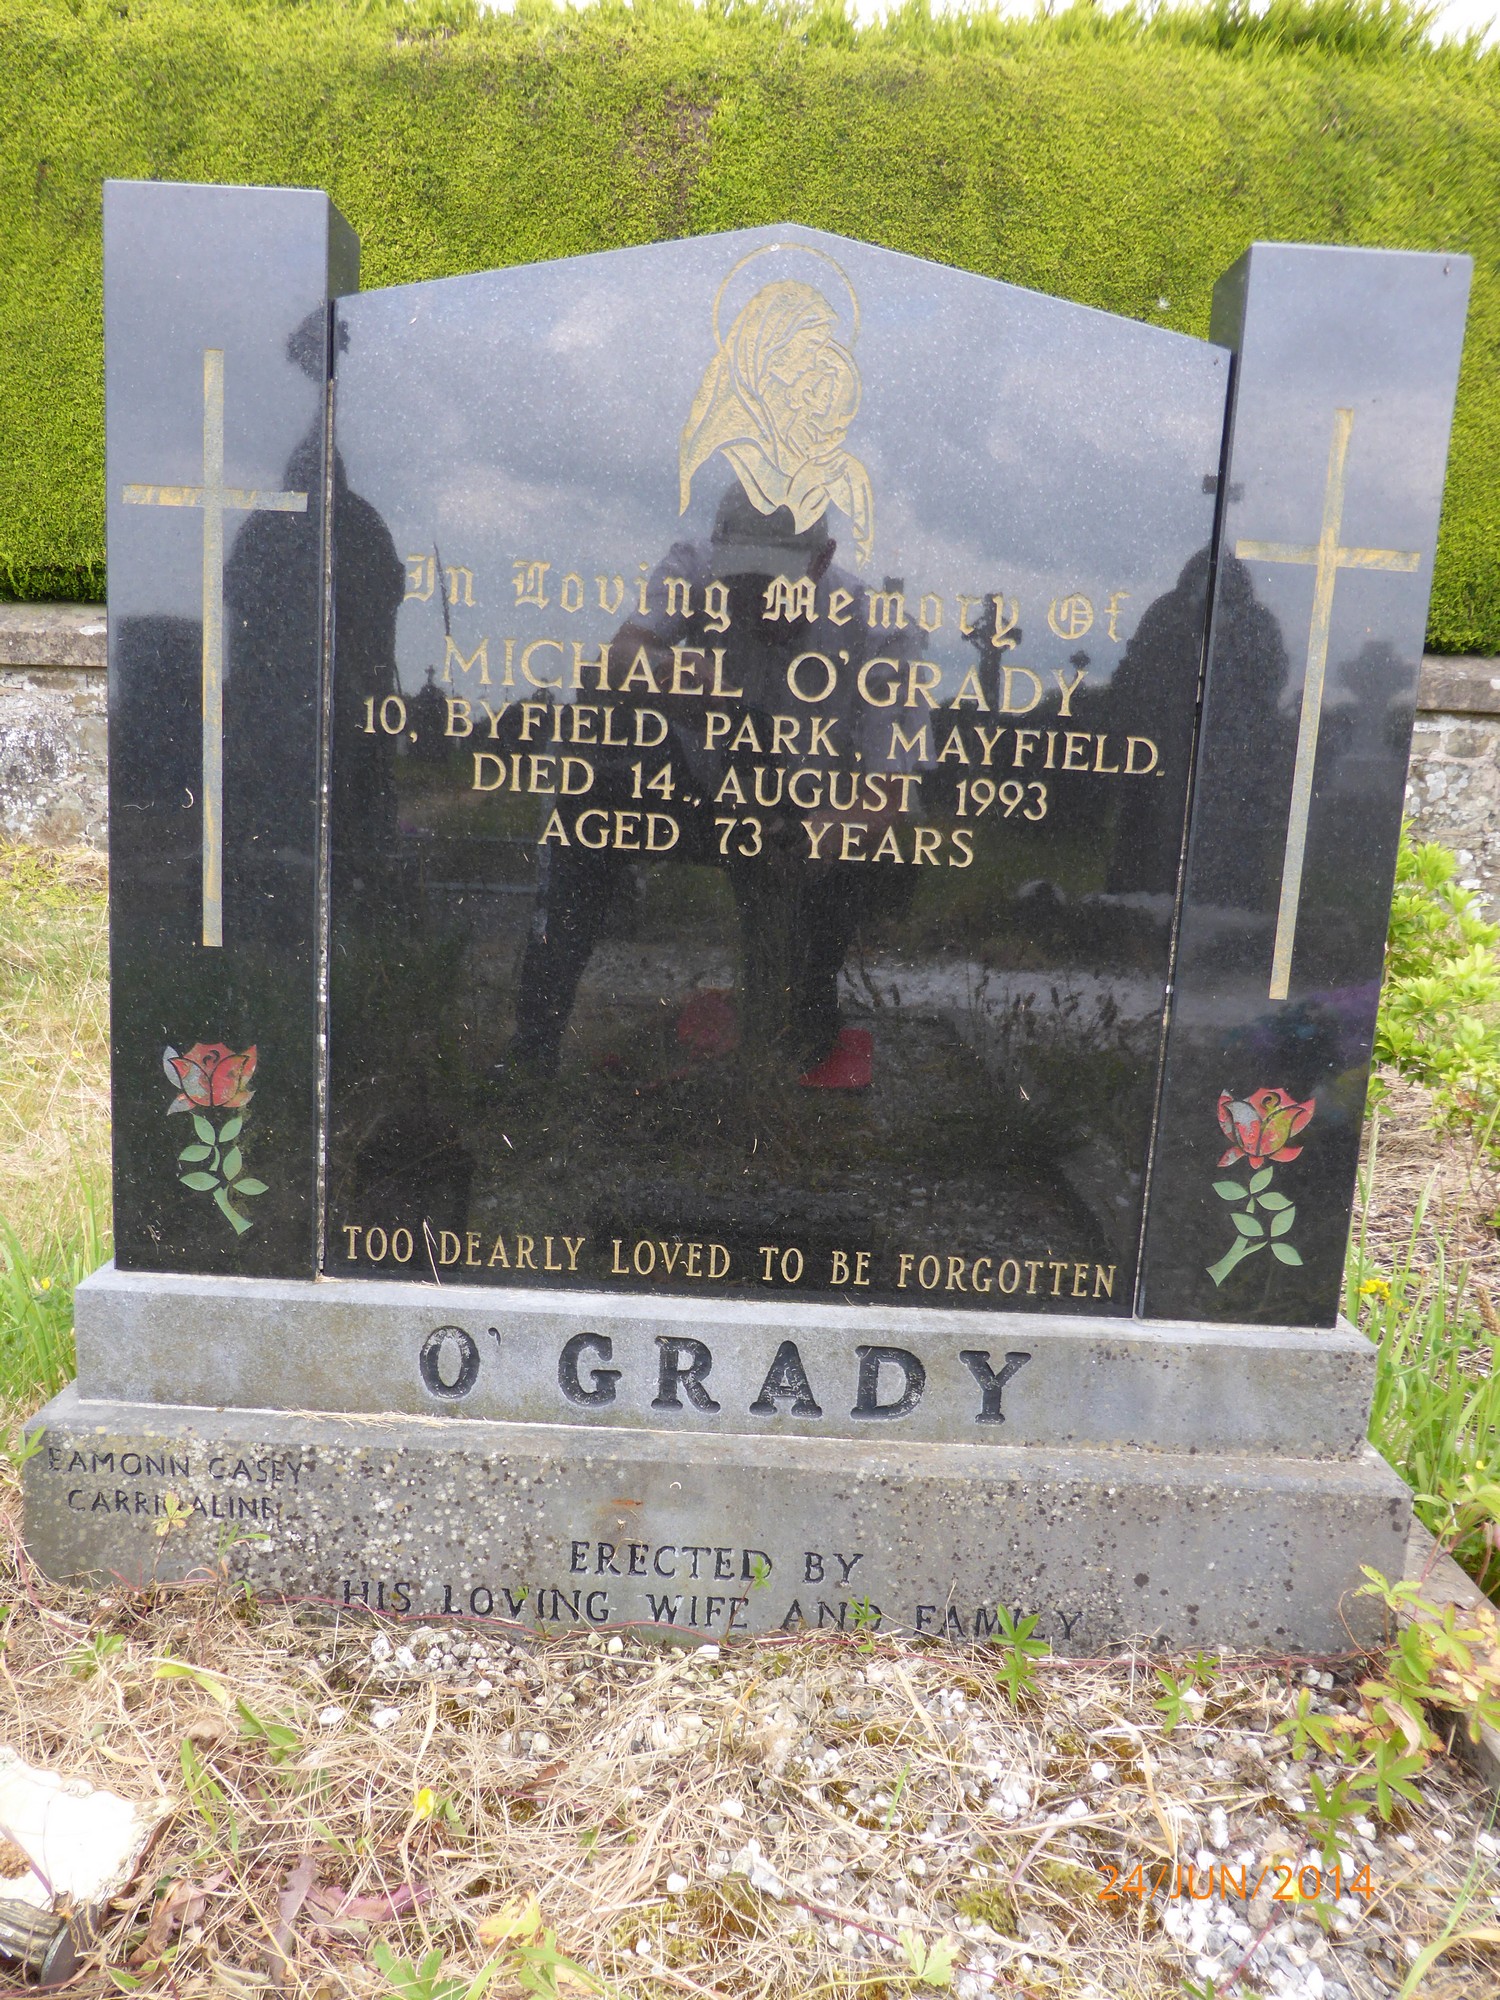 In Loving Memory Of
MICHAEL O'GRADY
10, BYFIELD PARK, MAYFIELD.
DIED 14., AUGUST 1993
AGED 73 YEARS
TOO DEARLY LOVED TO BE FORGOTTEN
O'GRADY
EAMONN CASEY
CARRIGALINE
ERECTED BY
HIS LOVING WIFE AND FAMILY
24/JUN/2014